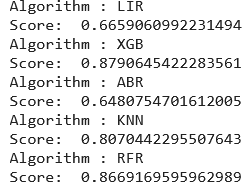 Algorithm : LIR
Score:  0.6659060992231494
Algorithm : XGB
Score:  0.8790645422283561
Algorithm : ABR
Score:  0.6480754701612005
Algorithm : KNN
Score:  0.8070442295507643
Algorithm : RFR
Score:  0.8669169595962989